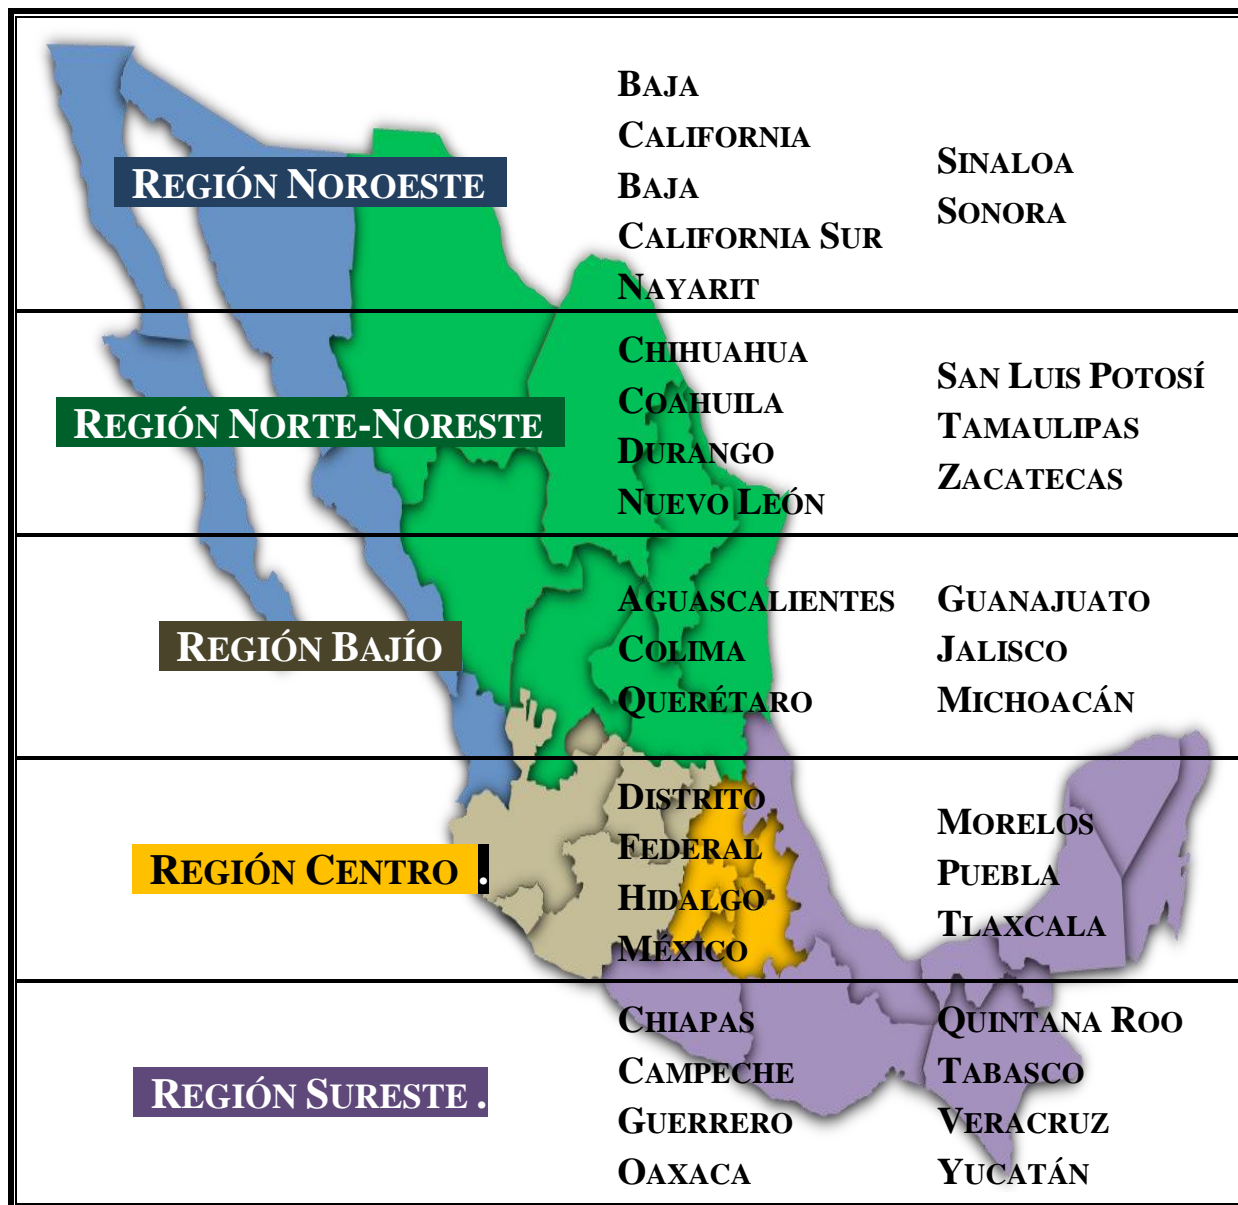 REGIÓN NOROESTE
BAJA
CALIFORNIA
BAJA
CALIFORNIA SUR
NAYARIT
SINALOA
SONORA
REGIÓN NORTE-NORESTE
CHIHUAHUA
COAHUILA
DURANGO
NUEVO LEÓN
SAN LUIS POTOSÍ
TAMAULIPAS
ZACATECAS
REGIÓN BAJÍO
AGUASCALIENTES
COLIMA
QUERÉTARO
GUANAJUATO
JALISCO
MICHOACÁN
REGIÓN CENTRO .
DISTRITO
FEDERAL
HIDALGO
MÉXICO
MORELOS
PUEBLA
TLAXCALA
REGIÓN SURESTE .
CHIAPAS
CAMPECHE
GUERRERO
OAXACA
QUINTANA ROO
TABASCO
VERACRUZ
YUCATÁN